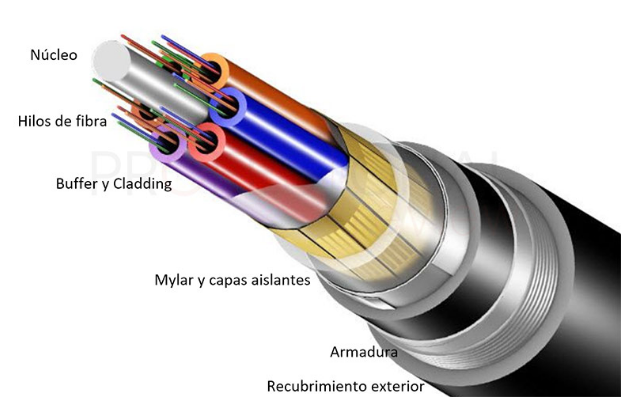 Núcleo
Hilos de fibra
Buffer y Cladding
Mylar y capas aislantes
Armadura
Recubrimiento exterior